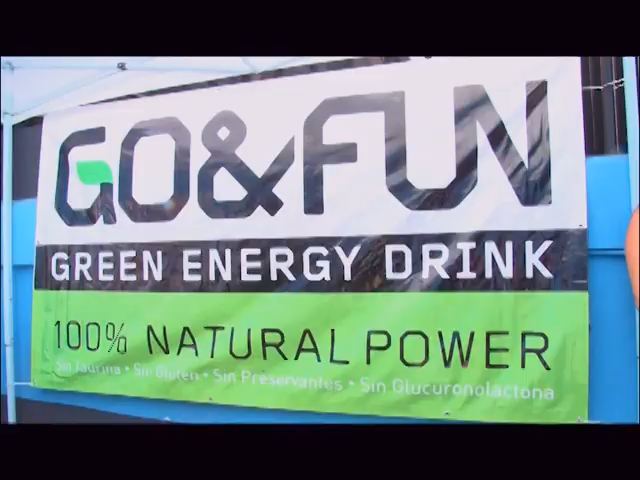 GO&FUN
GREEN ENERGY DRINK
100% NATURAL POWER
Sin Taurina • Sin Gluten • Sin Preservantes • Sin Glucuronolactona